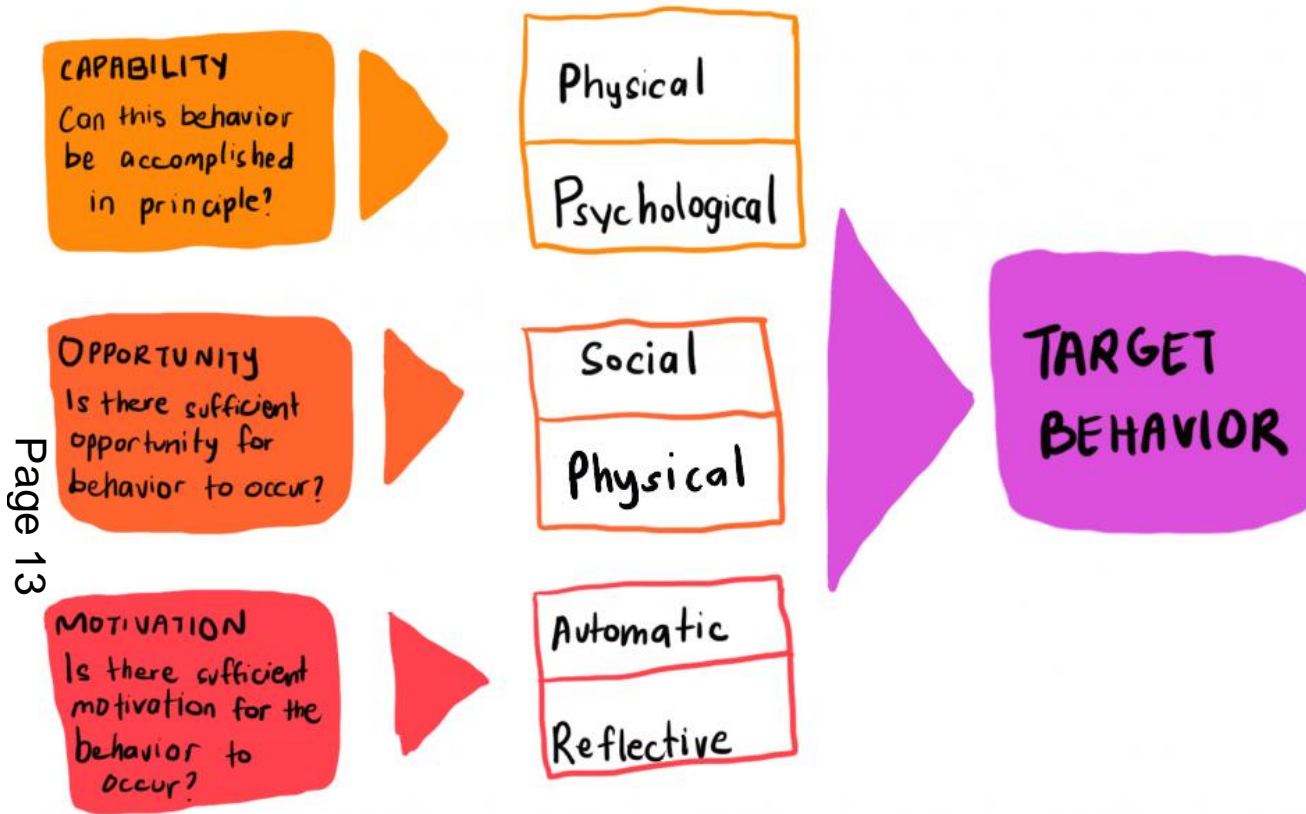 CAPABILITY
Can this behavior
be accomplished
in principle?
Physical
Psychological
OPPORTUNITY
Is there sufficient
opportunity for
behavior to occur?
Social
Physical
MOTIVATION
Is there sufficient
motivation for the
behavior to
occur?
Automatic
Reflective
TARGET
BEHAVIOR
Page 13